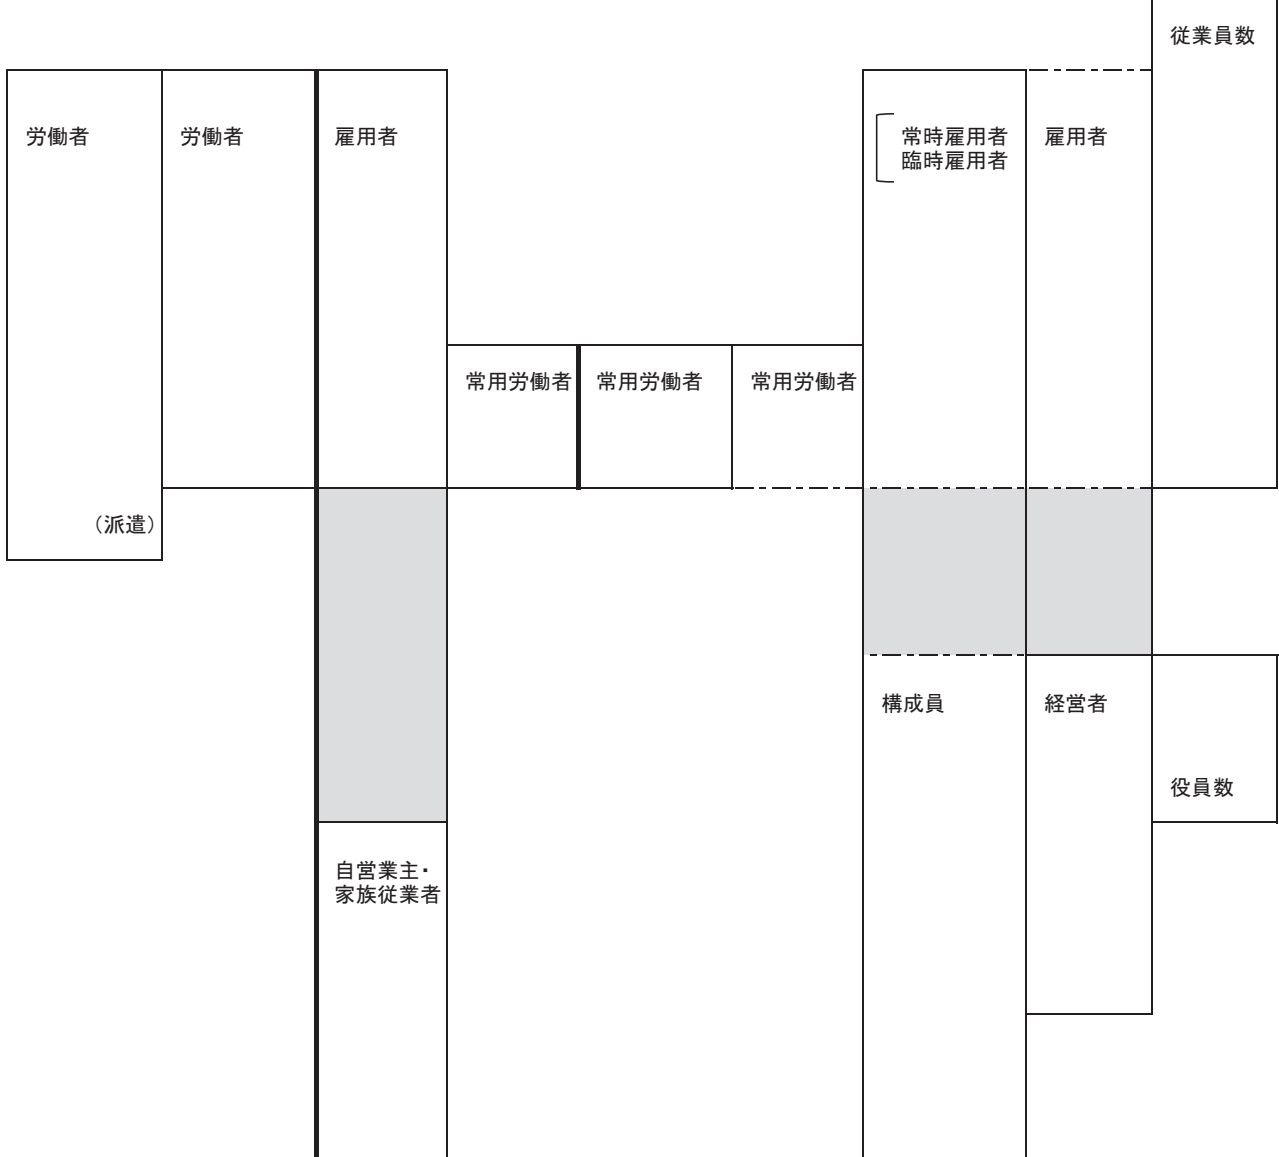 従業員数
労働者
労働者
雇用者
常時雇用者
臨時雇用者
雇用者
常用労働者
常用労働者
常用労働者
（派遣）
構成員
経営者
役員数
自営業主・
家族従業者